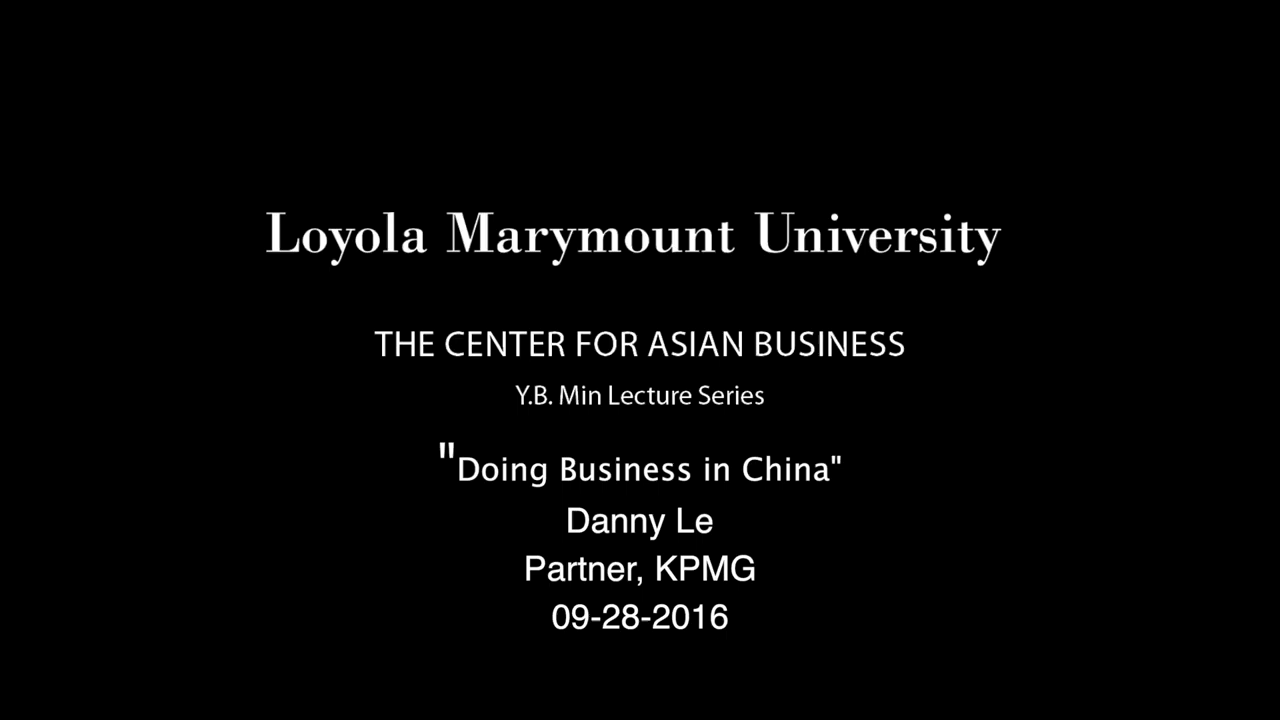 Loyola Marymount University
THE CENTER FOR ASIAN BUSINESS
Y.B. Min Lecture Series
"Doing Business in China"
Danny Le
Partner, KPMG
09-28-2016